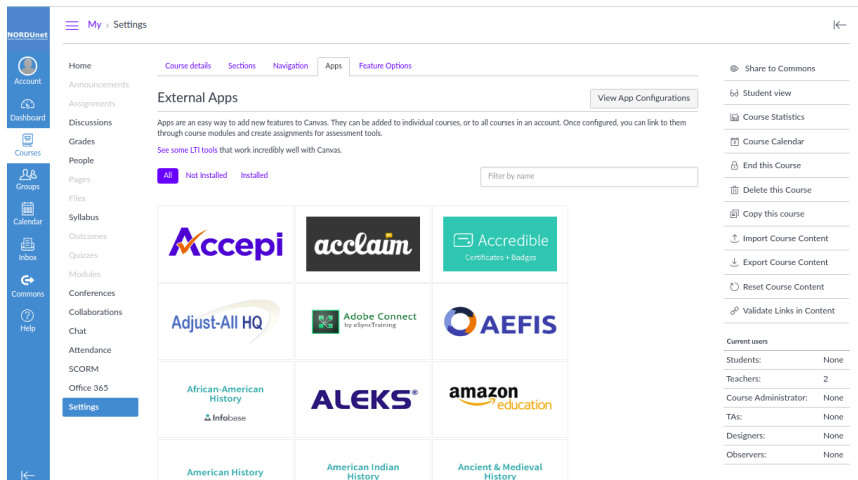 NORDUnet
Account
Dashboard
Courses
Groups
Calendar
Inbox
Commons
Help
My › Settings
Home
Announcements
Assignments
Discussions
Grades
People
Pages
Files
Syllabus
Outcomes
Quizzes
Modules
Conferences
Collaborations
Chat
Attendance
SCORM
Office 365
Settings
Course details Sections Navigation Apps Feature Options
External Apps
View App Configurations
Apps are an easy way to add new features to Canvas. They can be added to individual courses, or to all courses in an account. Once configured, you can link to them
through course modules and create assignments for assessment tools.
See some LTI tools that work incredibly well with Canvas.
All Not Installed Installed
Filter by name
Accepi
acclaim
Accredible
Certificates + Badges
Adjust-All HQ
Adobe Connect
by eSyncTraining
AEFIS
African-American
History
Infobase
ALEKS®
amazon
education
American History
American Indian
History
Ancient & Medieval
History
Share to Commons
Student view
Course Statistics
Course Calendar
End this Course
Delete this Course
Copy this course
Import Course Content
Export Course Content
Reset Course Content
Validate Links in Content
Current users
Students: None
Teachers: 2
Course Administrator: None
TAs: None
Designers: None
Observers: None